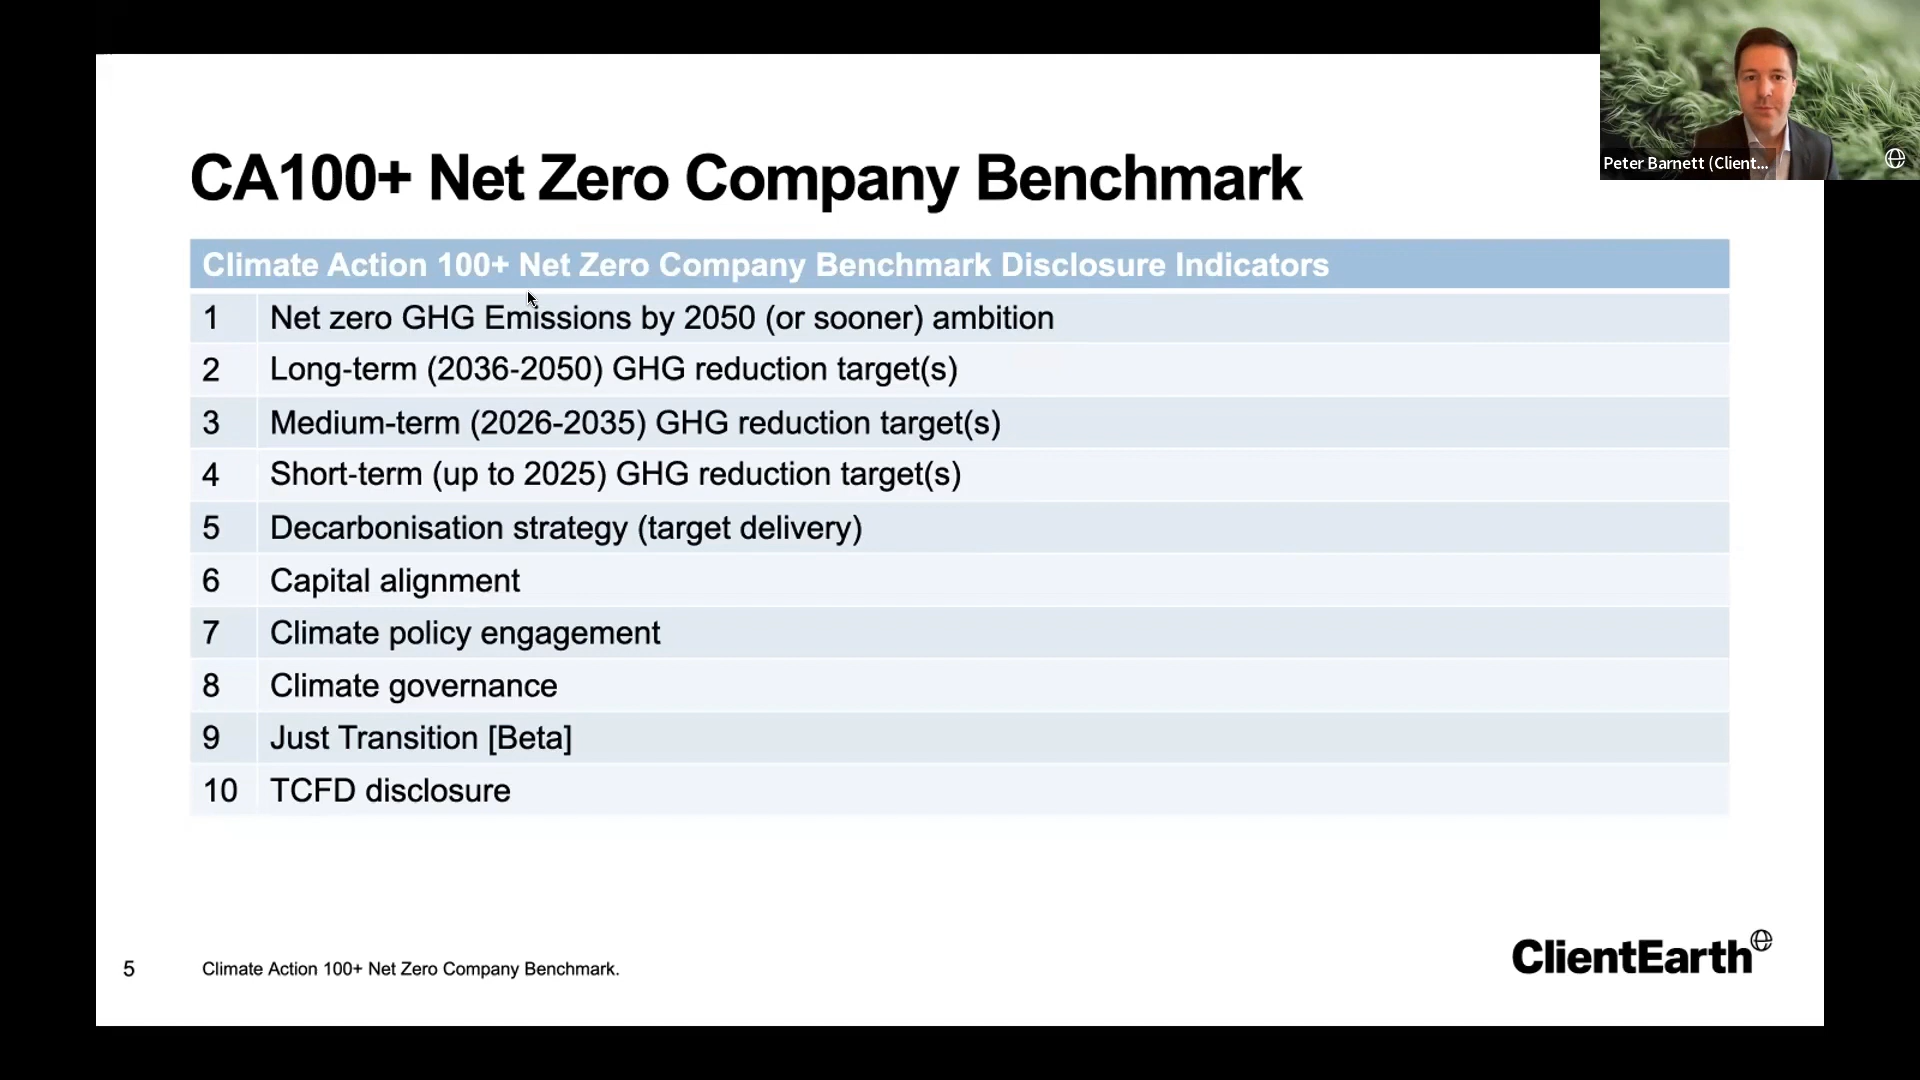 Peter Barnett (Client...
CA100+ Net Zero Company Benchmark
Climate Action 100+ Net Zero Company Benchmark Disclosure Indicators
1 Net zero GHG Emissions by 2050 (or sooner) ambition
2 Long-term (2036-2050) GHG reduction target(s)
3 Medium-term (2026-2035) GHG reduction target(s)
4 Short-term (up to 2025) GHG reduction target(s)
5 Decarbonisation strategy (target delivery)
6 Capital alignment
7 Climate policy engagement
8 Climate governance
9 Just Transition [Beta]
10 TCFD disclosure
5 Climate Action 100+ Net Zero Company Benchmark.
ClientEarth